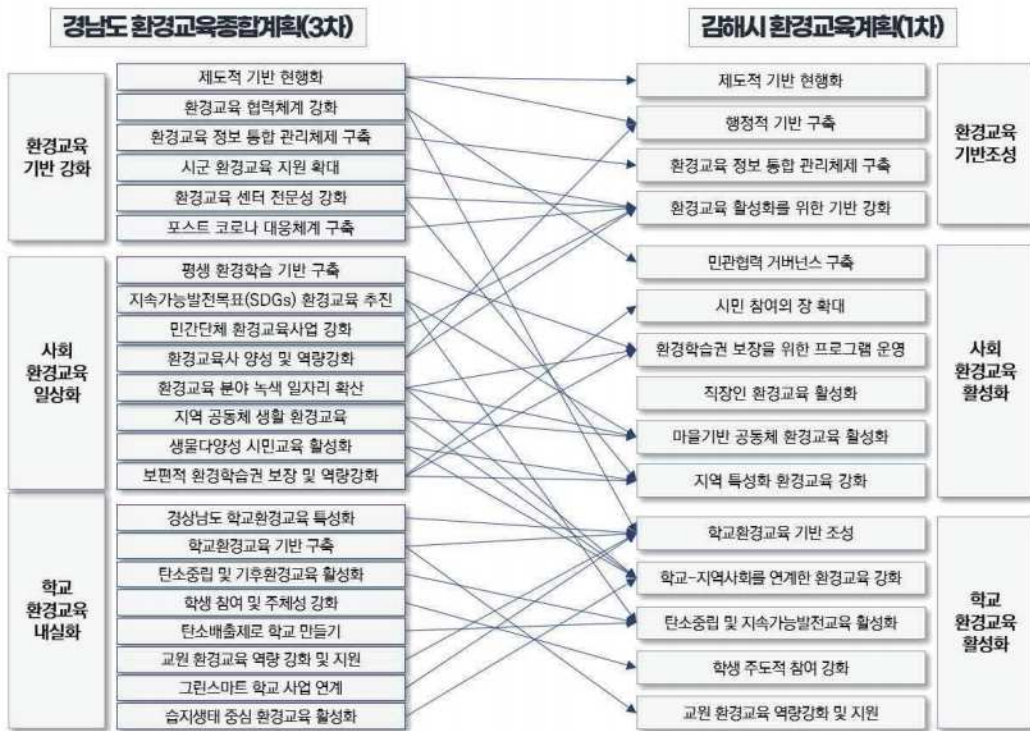 경남도 환경교육종합계획(3차)
환경교육
기반 강화
제도적 기반 현행화
환경교육 협력체계 강화
환경교육 정보 통합 관리체제 구축
시군 환경교육 지원 확대
환경교육 센터 전문성 강화
포스트 코로나 대응체계 구축
사회
환경교육
일상화
평생 환경학습 기반 구축
지속가능발전목표(SDGs) 환경교육 추진
민간단체 환경교육사업 강화
환경교육사 양성 및 역량강화
환경교육 분야 녹색 일자리 확산
지역 공동체 생활 환경교육
생물다양성 시민교육 활성화
보편적 환경학습권 보장 및 역량강화
학교
환경교육
내실화
경상남도 학교환경교육 특성화
학교환경교육 기반 구축
탄소중립 및 기후환경교육 활성화
학생 참여 및 주체성 강화
탄소배출제로 학교 만들기
교원 환경교육 역량 강화 및 지원
그린스마트 학교 사업 연계
습지생태 중심 환경교육 활성화
김해시 환경교육계획(1차)
제도적 기반 현행화
행정적 기반 구축
환경교육 정보 통합 관리체제 구축
환경교육 활성화를 위한 기반 강화
환경교육
기반조성
민관협력 거버넌스 구축
시민 참여의 장 확대
환경학습권 보장을 위한 프로그램 운영
직장인 환경교육 활성화
마을기반 공동체 환경교육 활성화
지역 특성화 환경교육 강화
사회
환경교육
활성화
학교환경교육 기반 조성
학교-지역사회를 연계한 환경교육 강화
탄소중립 및 지속가능발전교육 활성화
학생 주도적 참여 강화
교원 환경교육 역량강화 및 지원
학교
환경교육
활성화